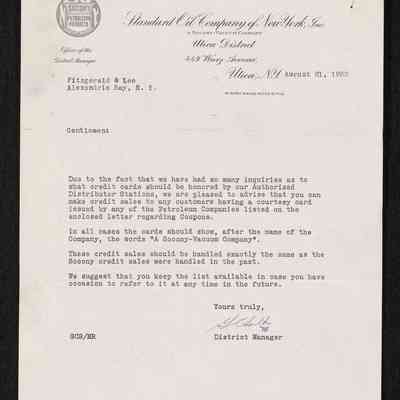 SOCONY
PETROLEUM
PRODUCTS
Standard Oil Company of New York, Inc.
A Socony-Vacuum Company
Utica District
Office of the
District Manager
Utica, N.Y. August 21,
Fitzgerald & Lee
Alexandria Bay, N. Y.
Gentlemen:
Due to the fact that we have had so many inquiries as to
what credit cards should be honored by our Authorized
Distributor Stations, we are pleased to advise that you can
make credit sales to any customers having a courtesy card
issued by any of the Petroleum Companies listed on the
enclosed letter regarding Coupons.
In all cases the cards should show, after the name of the
Company, the words "A Socony-Vacuum Company".
These credit sales should be handled exactly the same as the
Socony credit sales were handled in the past.
We suggest that you keep the list available in case you have
occasion to refer to it at any time in the future.
Yours truly,
District Manager